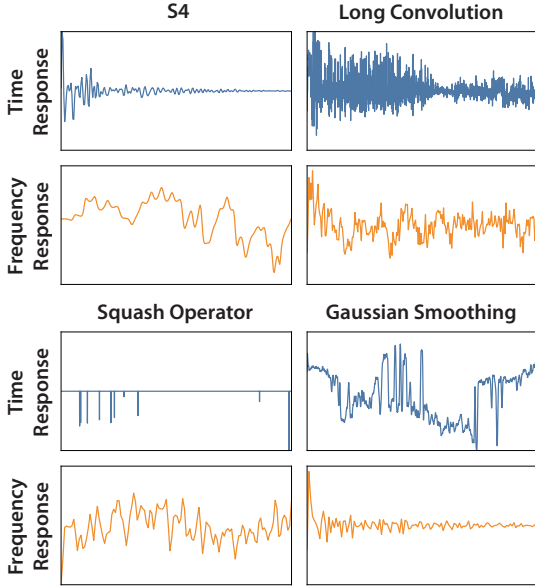 S4
Long Convolution
Time
Response
Frequency
Response
Squash Operator
Gaussian Smoothing
Time
Response
Frequency
Response